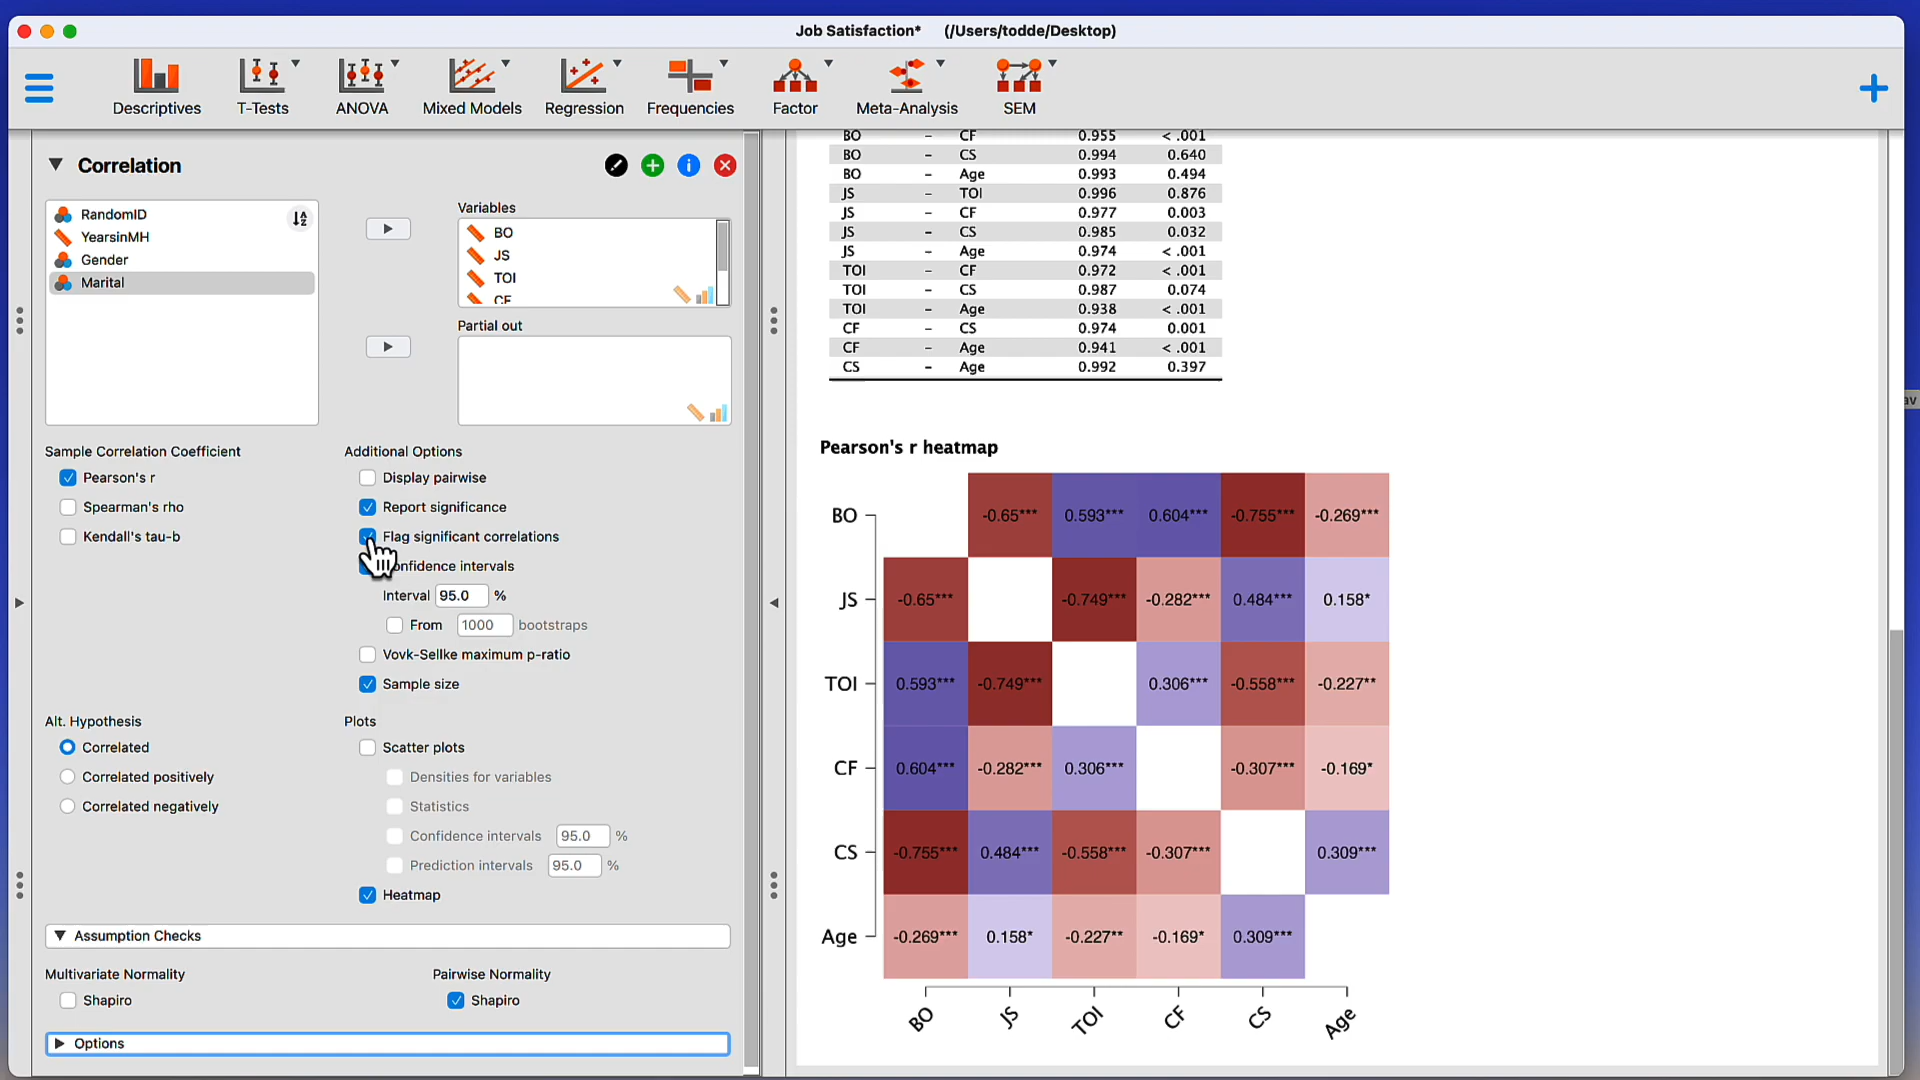 Job Satisfaction* (/Users/todde/Desktop)
Descriptives T-Tests ANOVA Mixed Models Regression Frequencies Factor Meta-Analysis SEM
Correlation
RandomID
YearsinMH
Gender
Marital
Variables
BO
JS
TOI
CF
Partial out
Sample Correlation Coefficient
Pearson's r
Spearman's rho
Kendall's tau-b
Additional Options
Display pairwise
Report significance
Flag significant correlations
onfidence intervals
Interval 95.0 %
From 1000 bootstraps
Vovk-Sellke maximum p-ratio
Sample size
Alt. Hypothesis
Correlated
Correlated positively
Correlated negatively
Plots
Scatter plots
Densities for variables
Statistics
Confidence intervals 95.0 %
Prediction intervals 95.0 %
Heatmap
Assumption Checks
Multivariate Normality
Shapiro
Pairwise Normality
Shapiro
Options
BO - CF 0.955 < .001
BO - CS 0.994 0.640
BO - Age 0.993 0.494
JS - TOI 0.996 0.876
JS - CF 0.977 0.003
JS - CS 0.985 0.032
JS - Age 0.974 < .001
TOI - CF 0.972 < .001
TOI - CS 0.987 0.074
TOI - Age 0.938 < .001
CF - CS 0.974 0.001
CF - Age 0.941 < .001
CS - Age 0.992 0.397
Pearson's r heatmap
BO -0.65*** 0.593*** 0.604*** -0.755*** -0.269***
JS -0.65*** -0.749*** -0.282*** 0.484*** 0.158*
TOI 0.593*** -0.749*** 0.306*** -0.558*** -0.227**
CF 0.604*** -0.282*** 0.306*** -0.307*** -0.169*
CS -0.755*** 0.484*** -0.558*** -0.307*** 0.309***
Age -0.269*** 0.158* -0.227** -0.169* 0.309***
BO JS TOI CF CS Age
av